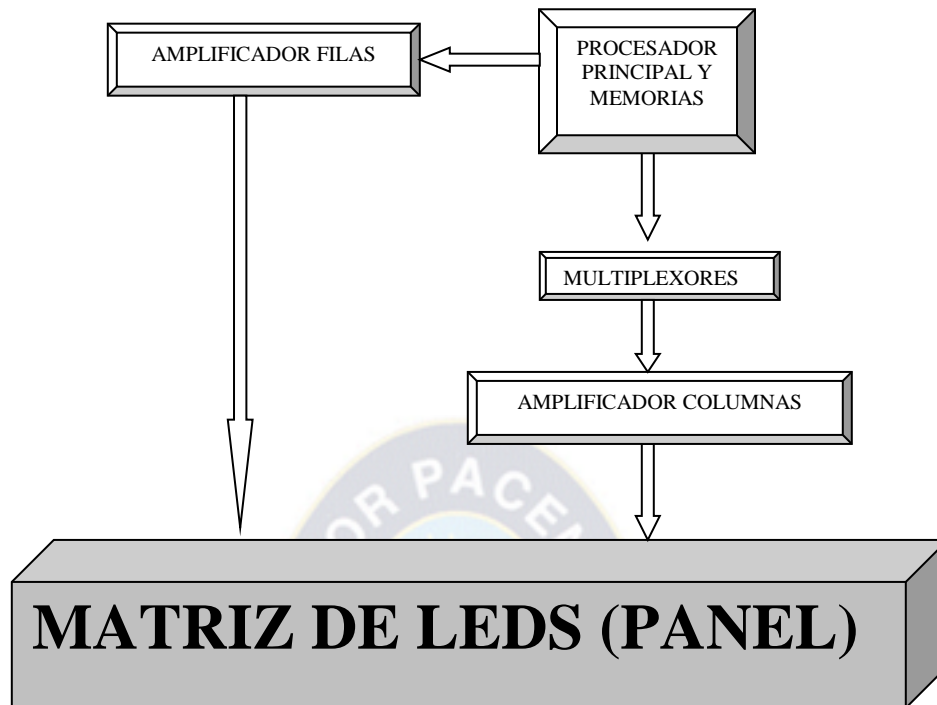 AMPLIFICADOR FILAS
PROCESADOR
PRINCIPAL Y
MEMORIAS
MULTIPLEXORES
AMPLIFICADOR COLUMNAS
MATRIZ DE LEDS (PANEL)